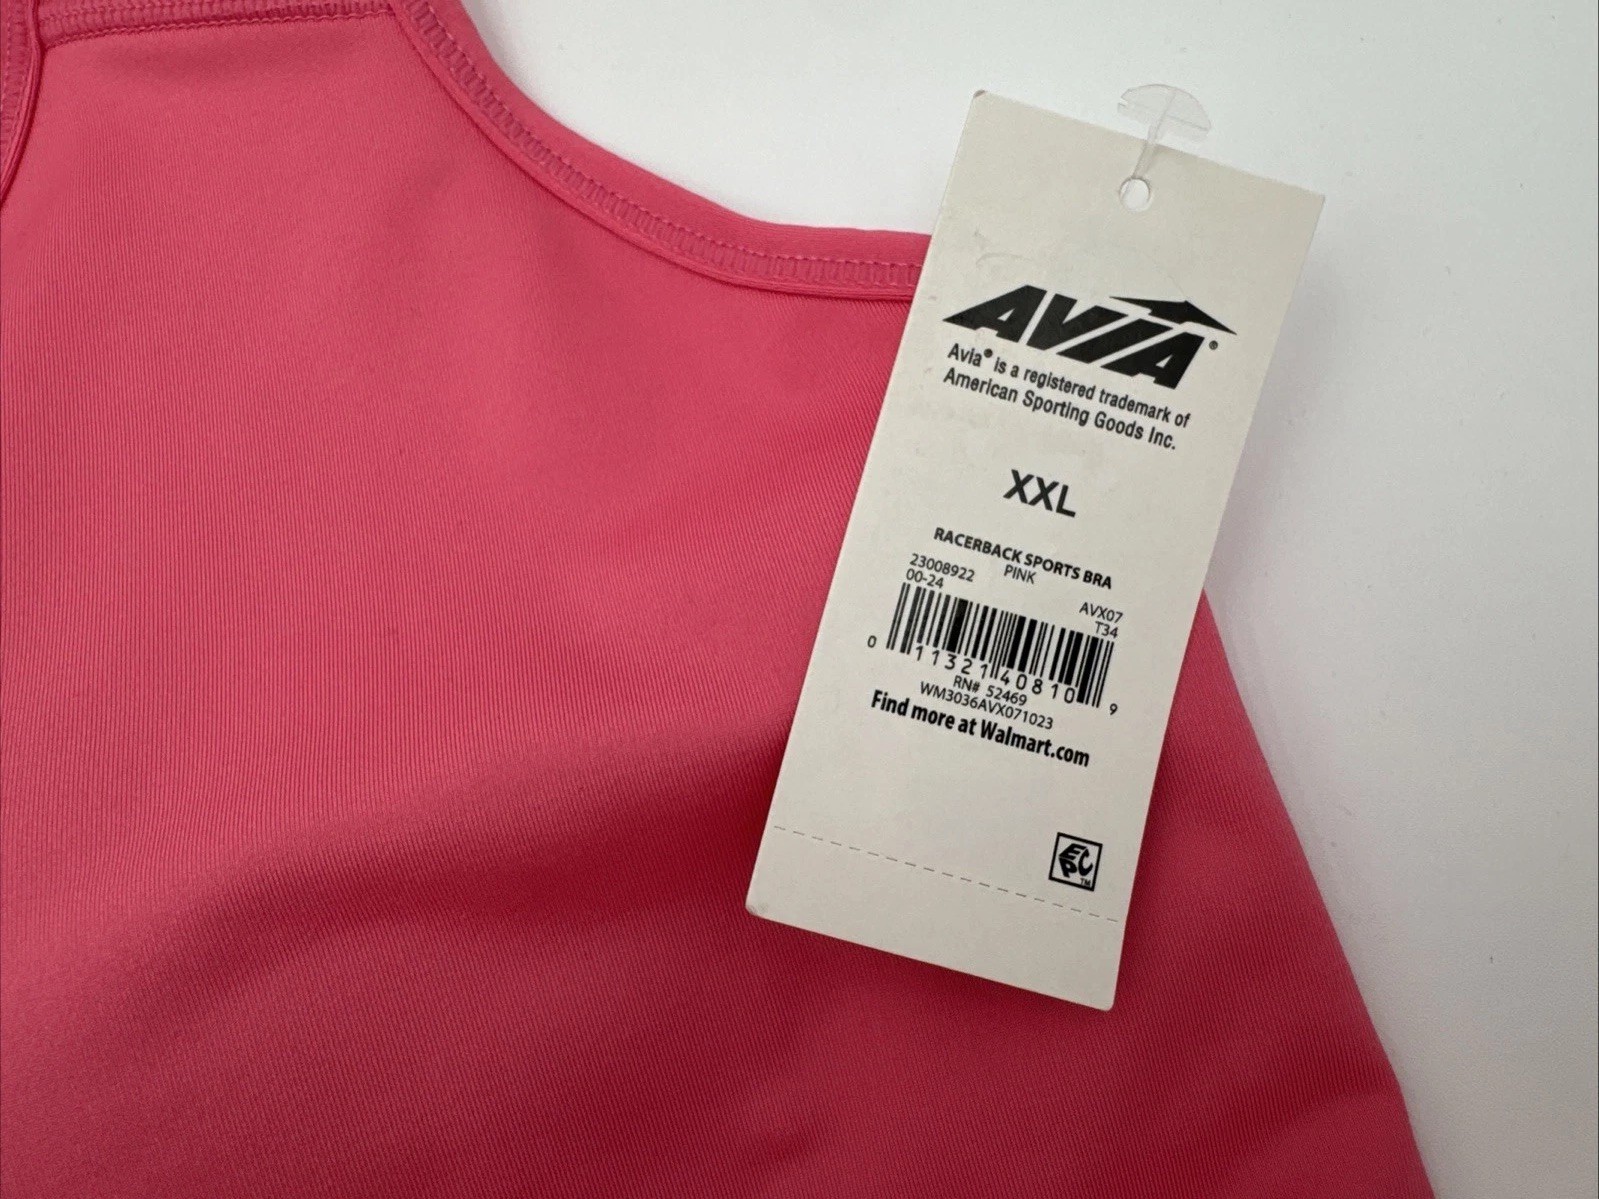 AVIA®
Avia® is a registered trademark of
American Sporting Goods Inc.
XXL
RACERBACK SPORTS BRA
23008922 PINK
00-24 AVX07
T34
0 11321 40810 9
RN# 52469
WM3036AVX071023
Find more at Walmart.com
EPC™